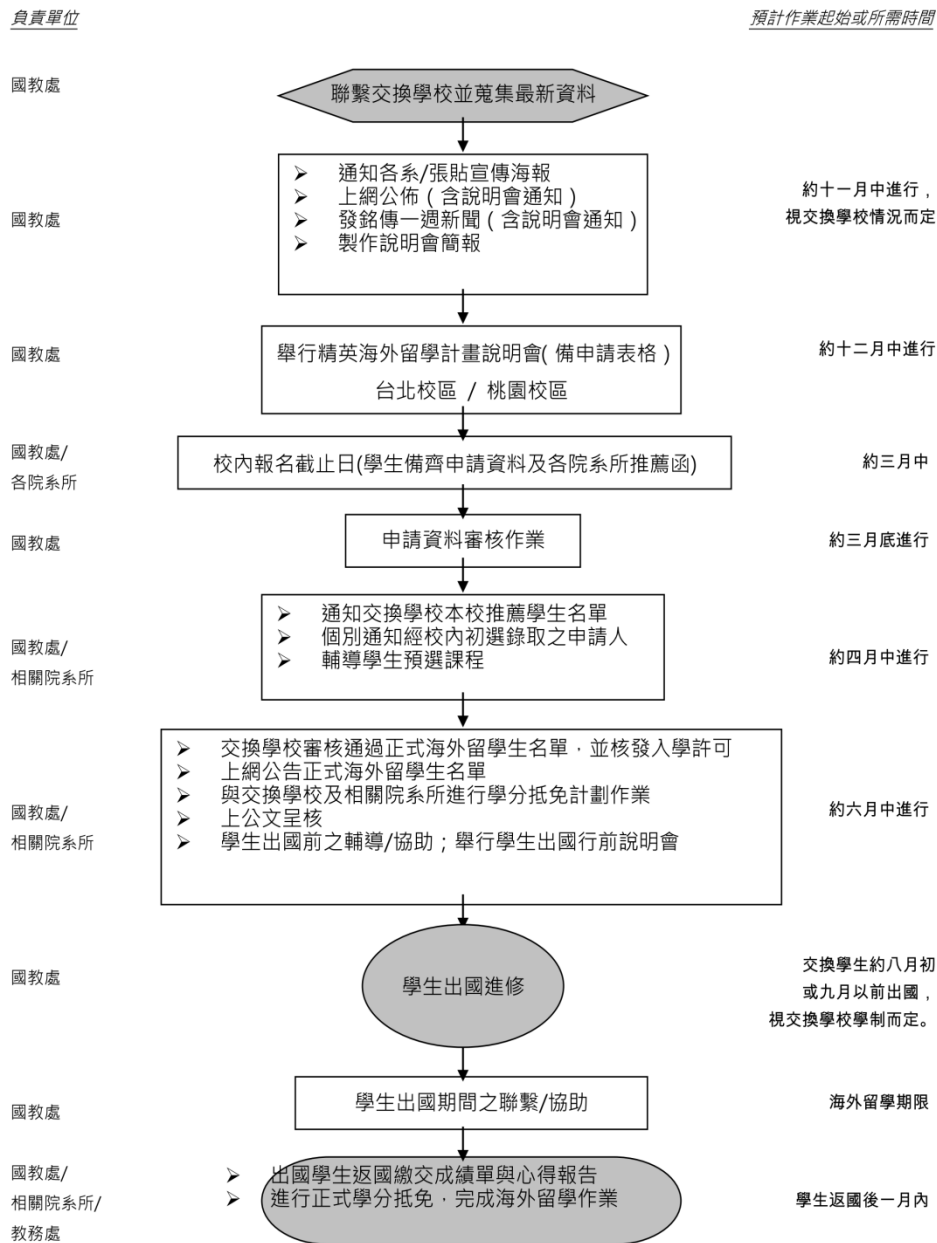 負責單位
預計作業起始或所需時間
國教處
聯繫交換學校並蒐集最新資料
➢ 通知各系/張貼宣傳海報
➢ 上網公佈(含說明會通知)
➢ 發銘傳一週新聞(含說明會通知)
➢ 製作說明會簡報
國教處
約十一月中進行,
視交換學校情況而定
國教處
舉行精英海外留學計畫說明會(備申請表格)
台北校區 / 桃園校區
約十二月中進行
國教處/
各院系所
校內報名截止日(學生備齊申請資料及各院系所推薦函)
約三月中
國教處
申請資料審核作業
約三月底進行
國教處/
相關院系所
➢ 通知交換學校本校推薦學生名單
➢ 個別通知經校內初選錄取之申請人
➢ 輔導學生預選課程
約四月中進行
國教處/
相關院系所
➢ 交換學校審核通過正式海外留學生名單，並核發入學許可
➢ 上網公告正式海外留學生名單
➢ 與交換學校及相關院系所進行學分抵免計劃作業
➢ 上公文呈核
➢ 學生出國前之輔導/協助；舉行學生出國行前說明會
約六月中進行
國教處
學生出國進修
交換學生約八月初
或九月以前出國,
視交換學校學制而定。
國教處
學生出國期間之聯繫/協助
海外留學期限
國教處/
相關院系所/
教務處
➢ 出國學生返國繳交成績單與心得報告
➢ 進行正式學分抵免，完成海外留學作業
學生返國後一月內